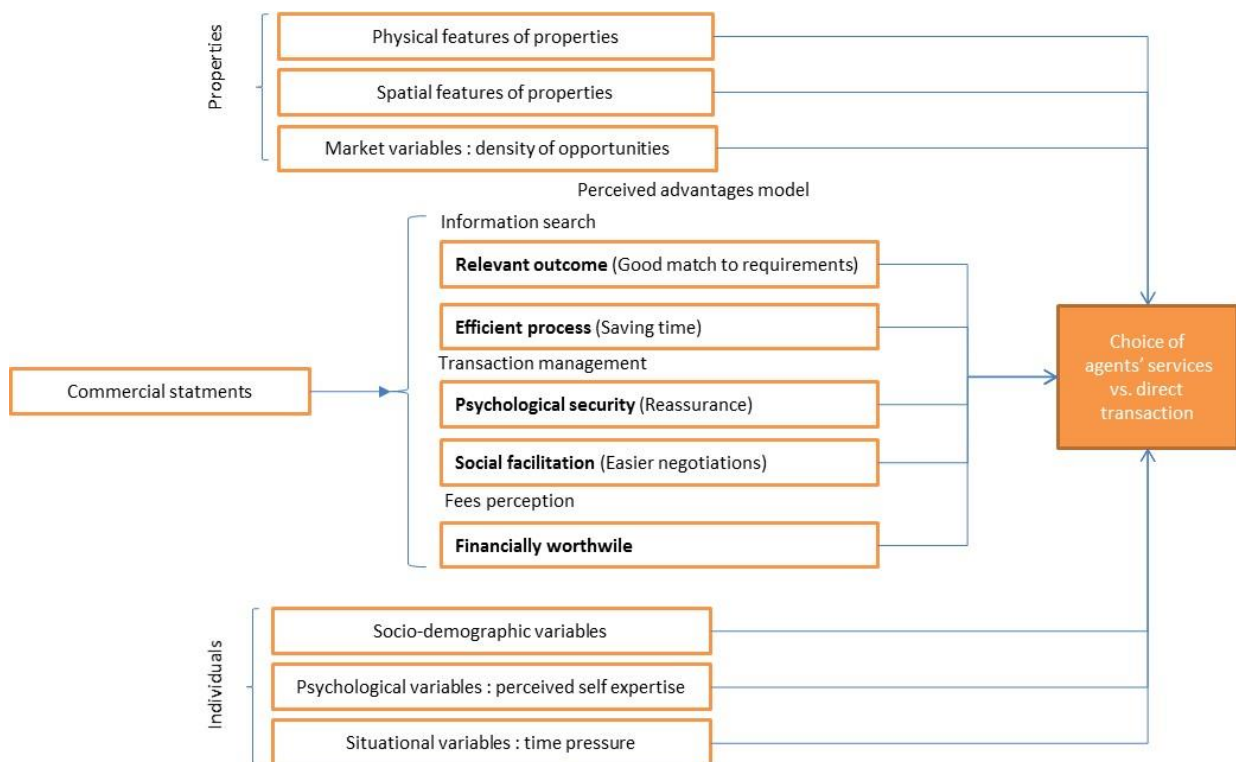 Properties
Physical features of properties
Spatial features of properties
Market variables : density of opportunities
Perceived advantages model
Information search
Relevant outcome (Good match to requirements)
Efficient process (Saving time)
Transaction management
Commercial statments
Psychological security (Reassurance)
Social facilitation (Easier negotiations)
Fees perception
Financially worthwile
Choice of
agents’ services
vs. direct
transaction
Individuals
Socio-demographic variables
Psychological variables : perceived self expertise
Situational variables : time pressure